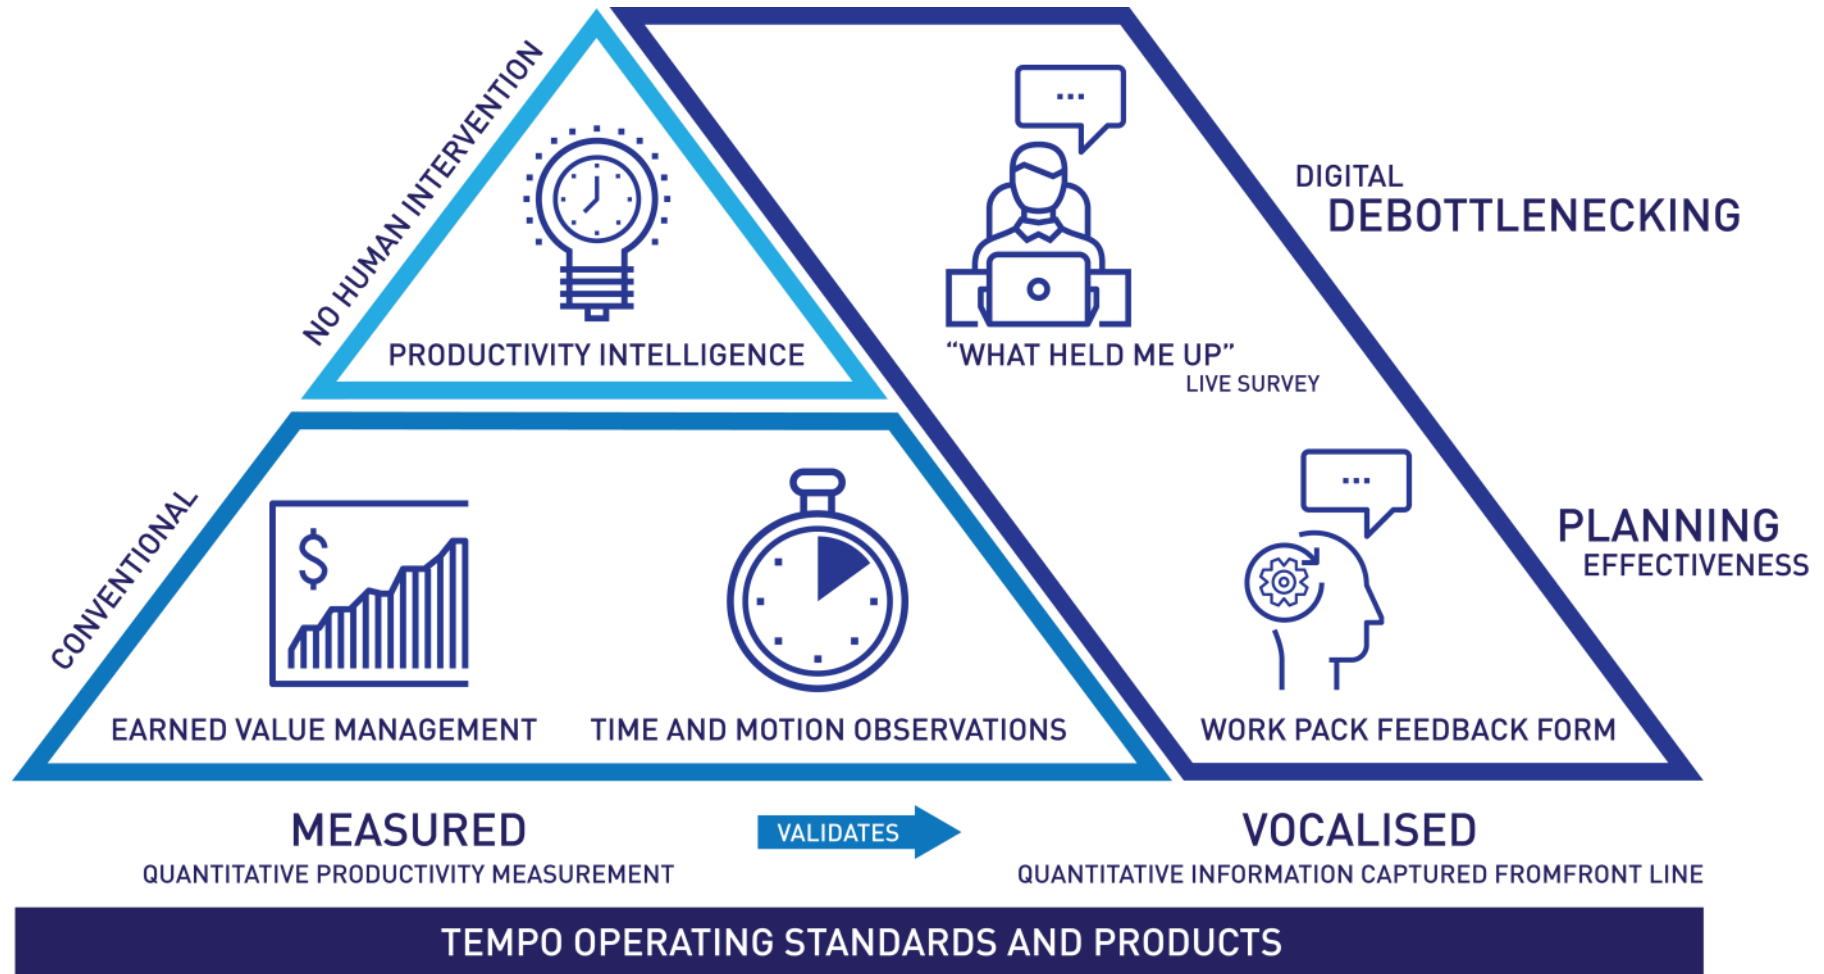 NO HUMAN INTERVENTION
...
DIGITAL
DEBOTTLENECKING
PRODUCTIVITY INTELLIGENCE
“WHAT HELD ME UP”
LIVE SURVEY
CONVENTIONAL
$
...
PLANNING
EFFECTIVENESS
EARNED VALUE MANAGEMENT
TIME AND MOTION OBSERVATIONS
WORK PACK FEEDBACK FORM
MEASURED
QUANTITATIVE PRODUCTIVITY MEASUREMENT
VALIDATES
VOCALISED
QUANTITATIVE INFORMATION CAPTURED FROMFRONT LINE
TEMPO OPERATING STANDARDS AND PRODUCTS